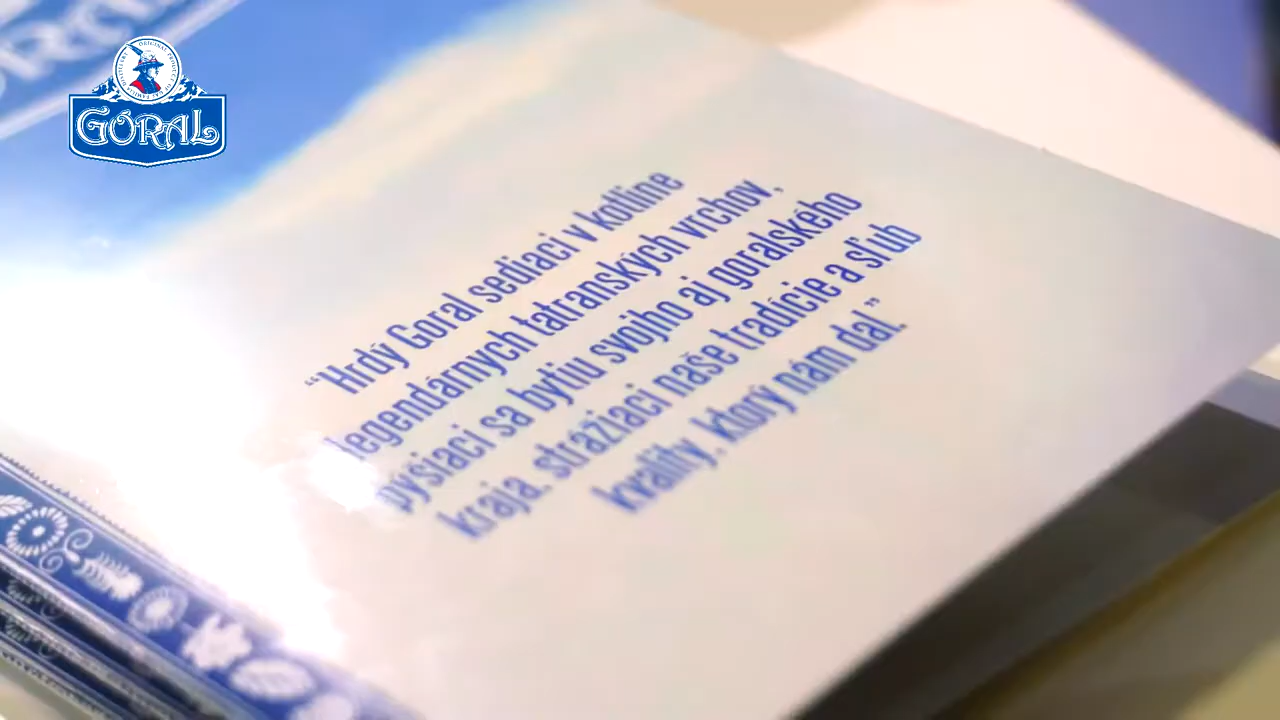 GORAL
“Hrdý Goral sediaci v kotline
legendárnych tatranských vrchov,
pýšiaci sa bytiu svojho aj goralského
kraja, strážiaci naše tradície a sľub
kvality, ktorý nám dal.”